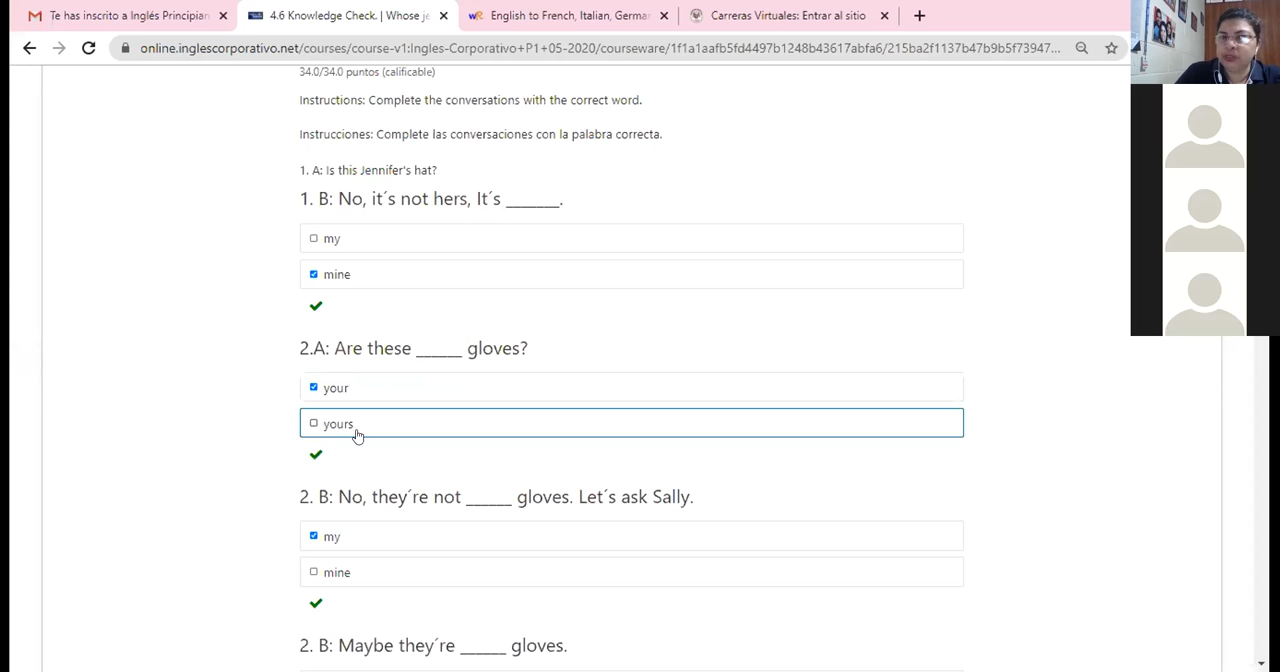 Te has inscrito a Inglés Principian
4.6 Knowledge Check. | Whose je
English to French, Italian, Germa
Carreras Virtuales: Entrar al sitio
online.inglescorporativo.net/courses/course-v1:Ingles-Corporativo+P1+05-2020/courseware/1f1a1aafb5fd4497b1248b43617abfa6/215ba2f1137b47b9b5f73947...
34.0/34.0 puntos (calificable)
Instructions: Complete the conversations with the correct word.
Instrucciones: Complete las conversaciones con la palabra correcta.
1. A: Is this Jennifer's hat?
1. B: No, it´s not hers, It´s _______.
my
mine
2.A: Are these ______ gloves?
your
yours
2. B: No, they´re not ______ gloves. Let´s ask Sally.
my
mine
2. B: Maybe they´re ______ gloves.